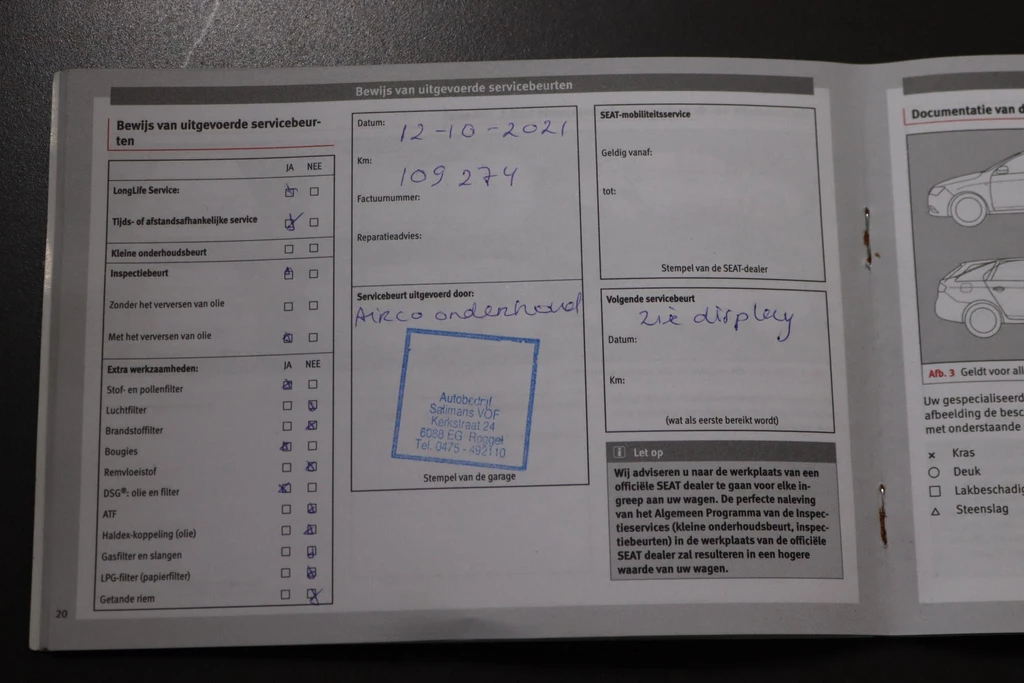 Bewijs van uitgevoerde servicebeurten
Bewijs van uitgevoerde servicebeur-
ten
JA NEE
LongLife Service:
Tijds- of afstandsafhankelijke service
Kleine onderhoudsbeurt
Inspectiebeurt
Zonder het verversen van olie
Met het verversen van olie
Extra werkzaamheden: JA NEE
Stof- en pollenfilter
Luchtfilter
Brandstoffilter
Bougies
Remvloeistof
DSG®: olie en filter
ATF
Haldex-koppeling (olie)
Gasfilter en slangen
LPG-filter (papierfilter)
Getande riem
20
Datum: 12-10-2021
Km: 109 274
Factuurnummer:
Reparatieadvies:
Servicebeurt uitgevoerd door:
Airco onderhoud
Autobedrijf
Salimans VOF
Kerkstraat 24
6088 EG Roggel
Tel. 0475 - 492110
Stempel van de garage
SEAT-mobiliteitsservice
Geldig vanaf:
tot:
Stempel van de SEAT-dealer
Volgende servicebeurt
zie display
Datum:
Km:
(wat als eerste bereikt wordt)
i Let op
Wij adviseren u naar de werkplaats van een
officiële SEAT dealer te gaan voor elke in-
greep aan uw wagen. De perfecte naleving
van het Algemeen Programma van de Inspec-
tieservices (kleine onderhoudsbeurt, inspec-
tiebeurten) in de werkplaats van de officiële
SEAT dealer zal resulteren in een hogere
waarde van uw wagen.
Documentatie van d
Afb. 3 Geldt voor all
Uw gespecialiseerd
afbeelding de besc
met onderstaande
Kras
Deuk
Lakbeschadig
Steenslag